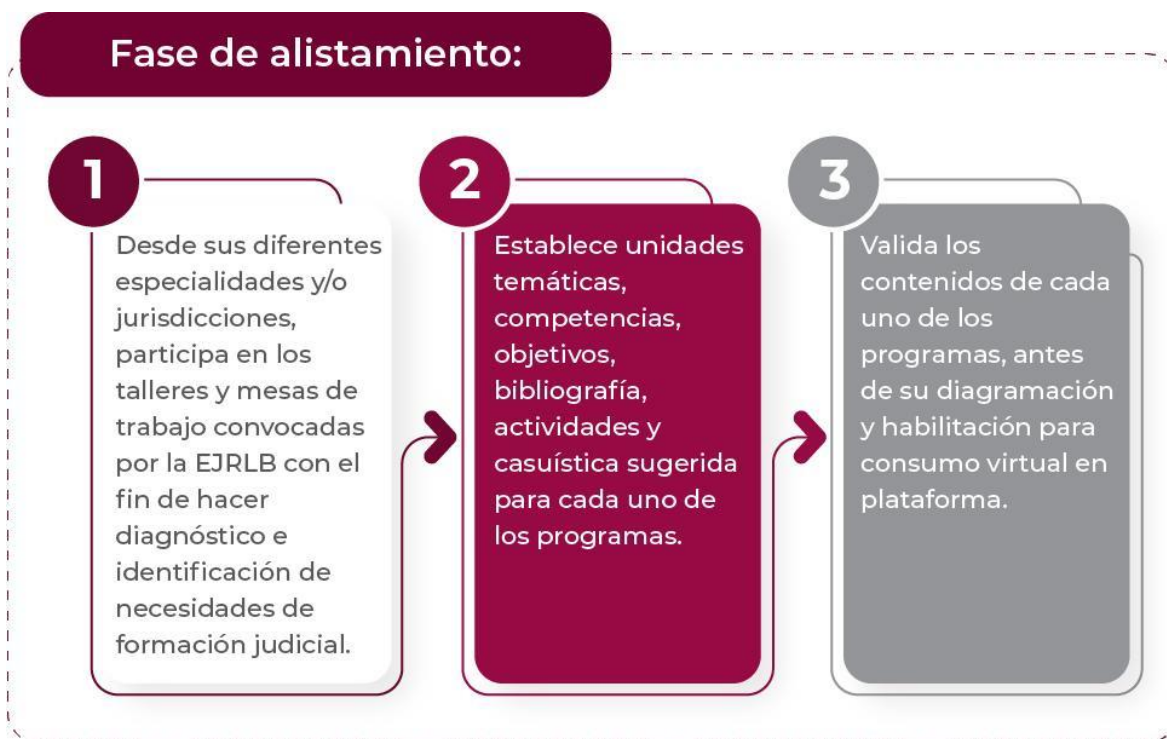 Fase de alistamiento:
1
Desde sus diferentes
especialidades y/o
jurisdicciones,
participa en los
talleres y mesas de
trabajo convocadas
por la EJRLB con el
fin de hacer
diagnóstico e
identificación de
necesidades de
formación judicial.
2
Establece unidades
temáticas,
competencias,
objetivos,
bibliografía,
actividades y
casuística sugerida
para cada uno de
los programas.
3
Valida los
contenidos de cada
uno de los
programas, antes
de su diagramación
y habilitación para
consumo virtual en
plataforma.